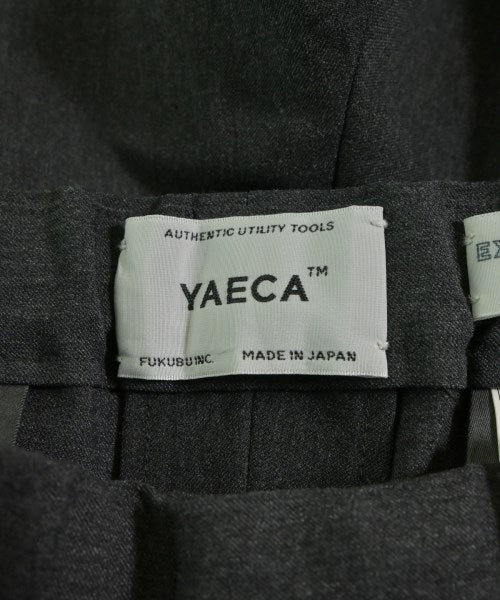 AUTHENTIC UTILITY TOOLS
YAECA™
FUKUBU INC. MADE IN JAPAN